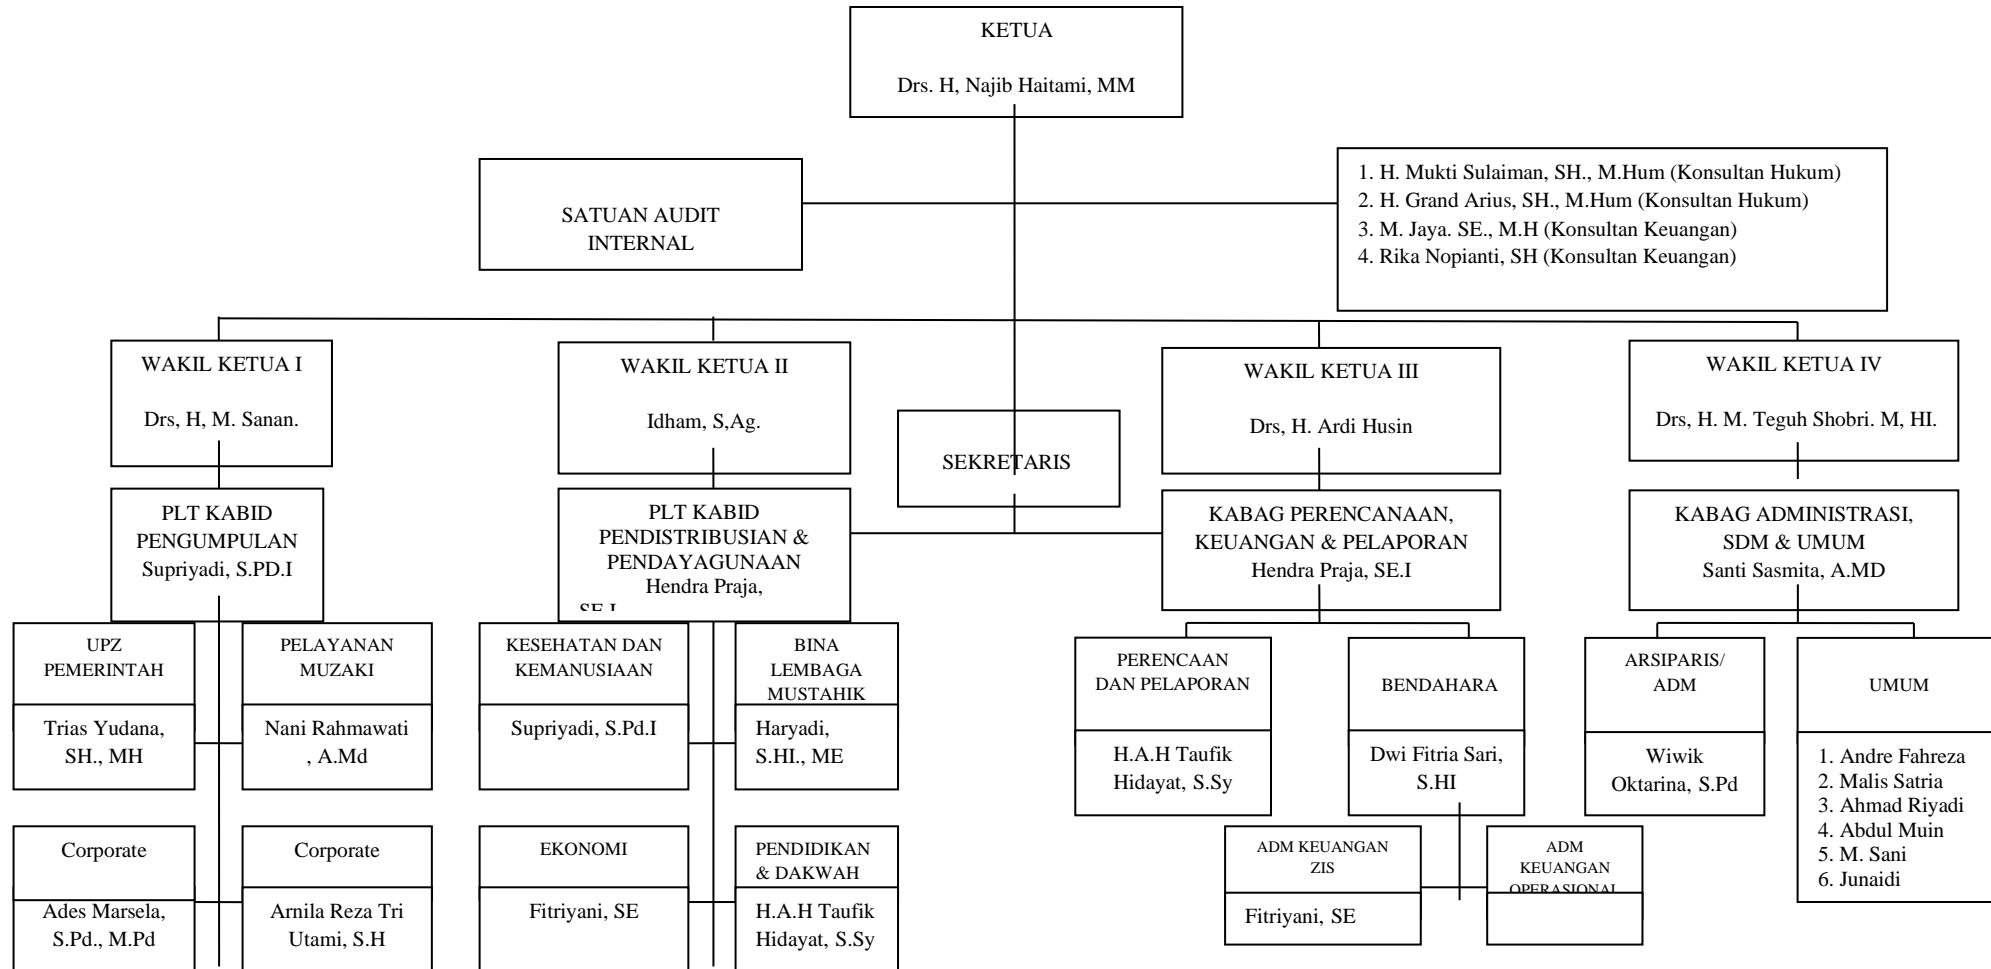 KETUA
Drs. H, Najib Haitami, MM
SATUAN AUDIT
INTERNAL
1. H. Mukti Sulaiman, SH., M.Hum (Konsultan Hukum)
2. H. Grand Arius, SH., M.Hum (Konsultan Hukum)
3. M. Jaya. SE., M.H (Konsultan Keuangan)
4. Rika Nopianti, SH (Konsultan Keuangan)
WAKIL KETUA I
Drs, H, M. Sanan.
WAKIL KETUA II
Idham, S,Ag.
SEKRETARIS
WAKIL KETUA III
Drs, H. Ardi Husin
WAKIL KETUA IV
Drs, H. M. Teguh Shobri. M, HI.
PLT KABID
PENGUMPULAN
Supriyadi, S.PD.I
PLT KABID
PENDISTRIBUSIAN &
PENDAYAGUNAAN
Hendra Praja,
SE.I
KABAG PERENCANAAN,
KEUANGAN & PELAPORAN
Hendra Praja, SE.I
KABAG ADMINISTRASI,
SDM & UMUM
Santi Sasmita, A.MD
UPZ
PEMERINTAH
Trias Yudana,
SH., MH
PELAYANAN
MUZAKI
Nani Rahmawati
, A.Md
KESEHATAN DAN
KEMANUSIAAN
Supriyadi, S.Pd.I
BINA
LEMBAGA
MUSTAHIK
Haryadi,
S.HI., ME
PERENCAAN
DAN PELAPORAN
H.A.H Taufik
Hidayat, S.Sy
BENDAHARA
Dwi Fitria Sari,
S.HI
ARSIPARIS/
ADM
Wiwik
Oktarina, S.Pd
UMUM
1. Andre Fahreza
2. Malis Satria
3. Ahmad Riyadi
4. Abdul Muin
5. M. Sani
6. Junaidi
Corporate
Ades Marsela,
S.Pd., M.Pd
Corporate
Arnila Reza Tri
Utami, S.H
EKONOMI
Fitriyani, SE
PENDIDIKAN
& DAKWAH
H.A.H Taufik
Hidayat, S.Sy
ADM KEUANGAN
ZIS
Fitriyani, SE
ADM
KEUANGAN
OPERASIONAL